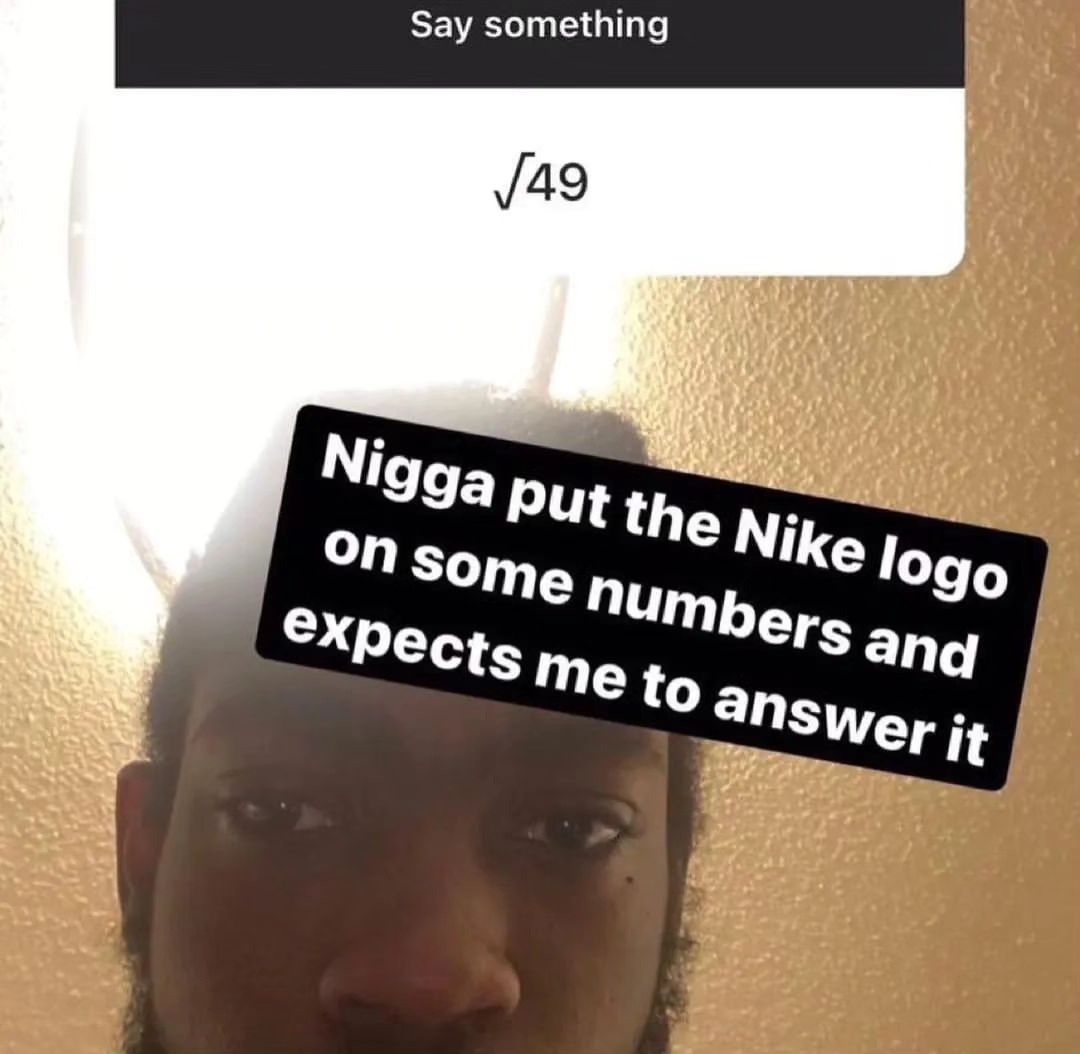 Say something
√49
Nigga put the Nike logo
on some numbers and
expects me to answer it